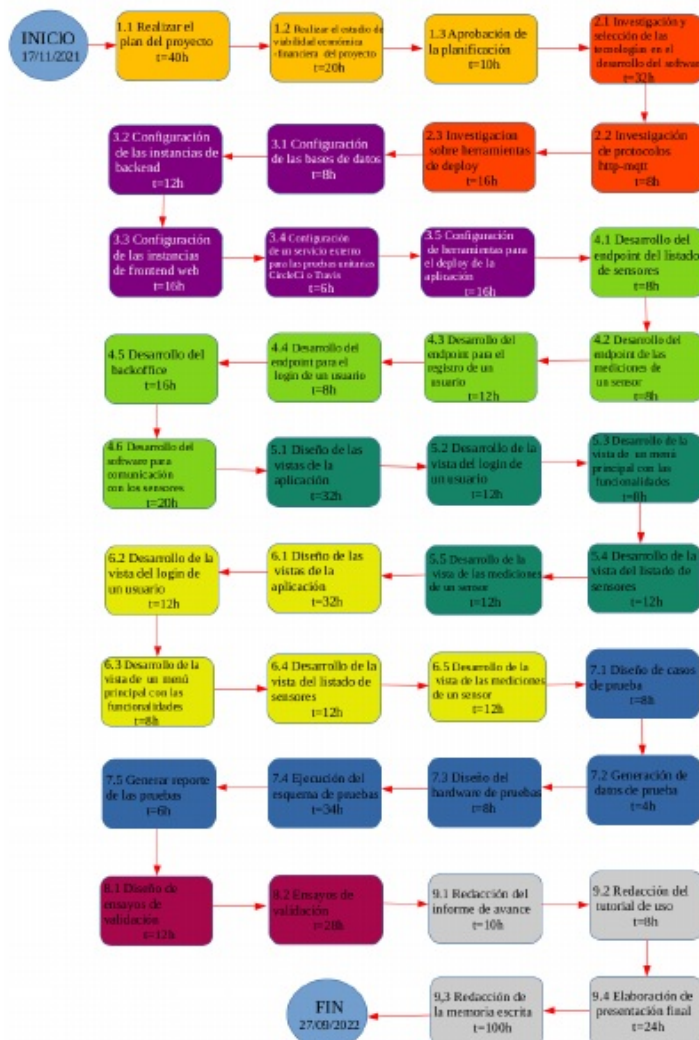 INICIO
17/11/2021
1.1 Realizar el
plan del proyecto
t=40h
1.2 Realizar el estudio de
viabilidad económica
-financiera del proyecto
t=20h
1.3 Aprobación de
la planificación
t=10h
2.1 Investigación y
selección de las
tecnologías en el
desarrollo del software
t=32h
2.2 Investigación
de protocolos
http-mqtt
t=8h
2.3 Investigacion
sobre herramientas
de deploy
t=16h
3.1 Configuración
de las bases de datos
t=8h
3.2 Configuración
de las instancias de
backend
t=12h
3.3 Configuración
de las instancias
de frontend web
t=16h
3.4 Configuración
de un servicio externo
para las pruebas unitarias
CircleCi o Travis
t=6h
3.5 Configuración
de herramientas para
el deploy de la
aplicación
t=16h
4.1 Desarrollo del
endpoint del listado
de sensores
t=8h
4.2 Desarrollo del
endpoint de las
mediciones de
un sensor
t=8h
4.3 Desarrollo del
endpoint para el
registro de un
usuario
t=12h
4.4 Desarrollo del
endpoint para el
login de un usuario
t=8h
4.5 Desarrollo del
backoffice
t=16h
4.6 Desarrollo del
software para
comunicación
con los sensores
t=20h
5.1 Diseño de las
vistas de la
aplicación
t=32h
5.2 Desarrollo de la
vista del login de
un usuario
t=12h
5.3 Desarrollo de la
vista de un menú
principal con las
funcionalidades
t=8h
5.4 Desarrollo de la
vista del listado de
sensores
t=12h
5.5 Desarrollo de la
vista de las mediciones
de un sensor
t=12h
6.1 Diseño de las
vistas de la
aplicación
t=32h
6.2 Desarrollo de la
vista del login de
un usuario
t=12h
6.3 Desarrollo de la
vista de un menú
principal con las
funcionalidades
t=8h
6.4 Desarrollo de la
vista del listado de
sensores
t=12h
6.5 Desarrollo de la
vista de las mediciones
de un sensor
t=12h
7.1 Diseño de casos
de prueba
t=8h
7.2 Generación de
datos de prueba
t=4h
7.3 Diseño del
hardware de pruebas
t=8h
7.4 Ejecución del
esquema de pruebas
t=34h
7.5 Generar reporte
de las pruebas
t=6h
8.1 Diseño de
ensayos de
validación
t=12h
8.2 Ensayos de
validación
t=28h
9.1 Redacción del
informe de avance
t=10h
9.2 Redacción del
tutorial de uso
t=8h
9.4 Elaboración de
presentación final
t=24h
9,3 Redacción de
la memoria escrita
t=100h
FIN
27/09/2022